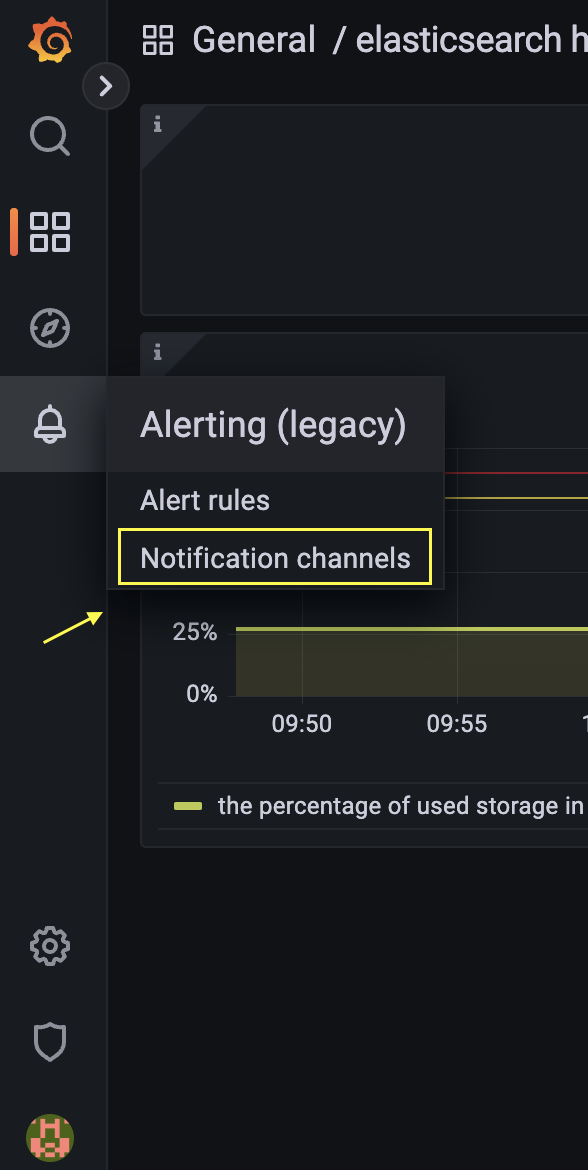 General / elasticsearch h
i
i
Alerting (legacy)
Alert rules
Notification channels
25%
0%
09:50 09:55 1
the percentage of used storage in